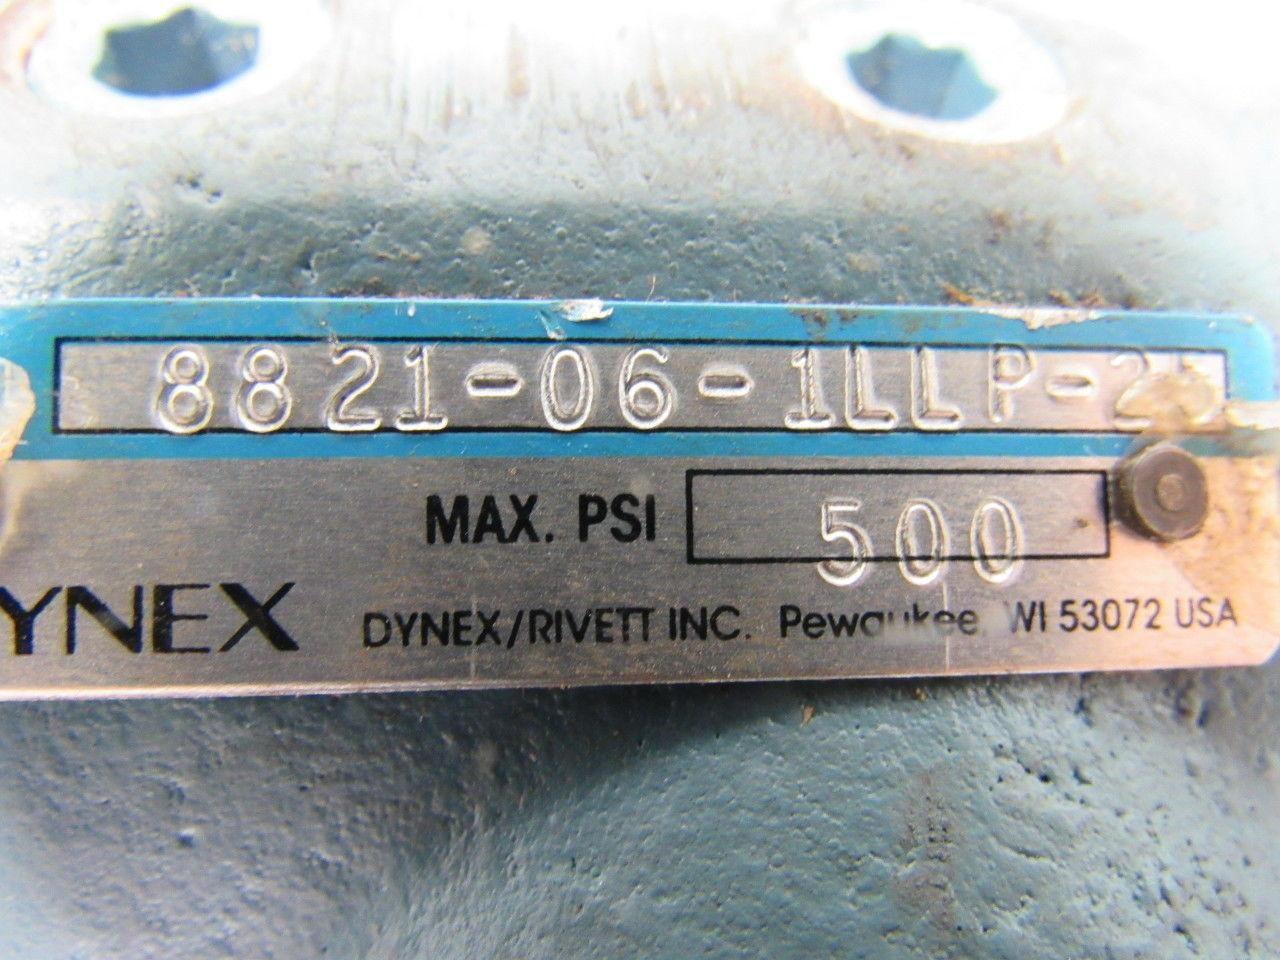 8821-06-1LLP-25
MAX. PSI 500
YNEX DYNEX/RIVETT INC. Pewaukee, WI 53072 USA